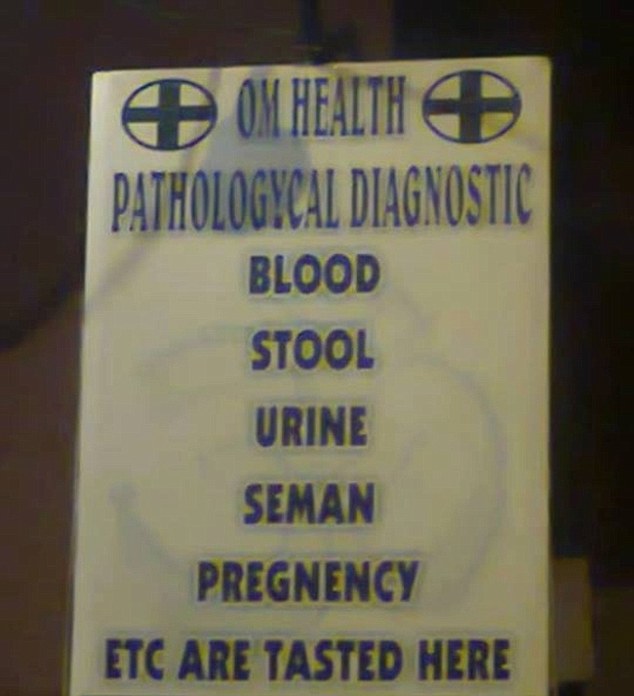 OM HEALTH
PATHOLOGYCAL DIAGNOSTIC
BLOOD
STOOL
URINE
SEMAN
PREGNENCY
ETC ARE TASTED HERE